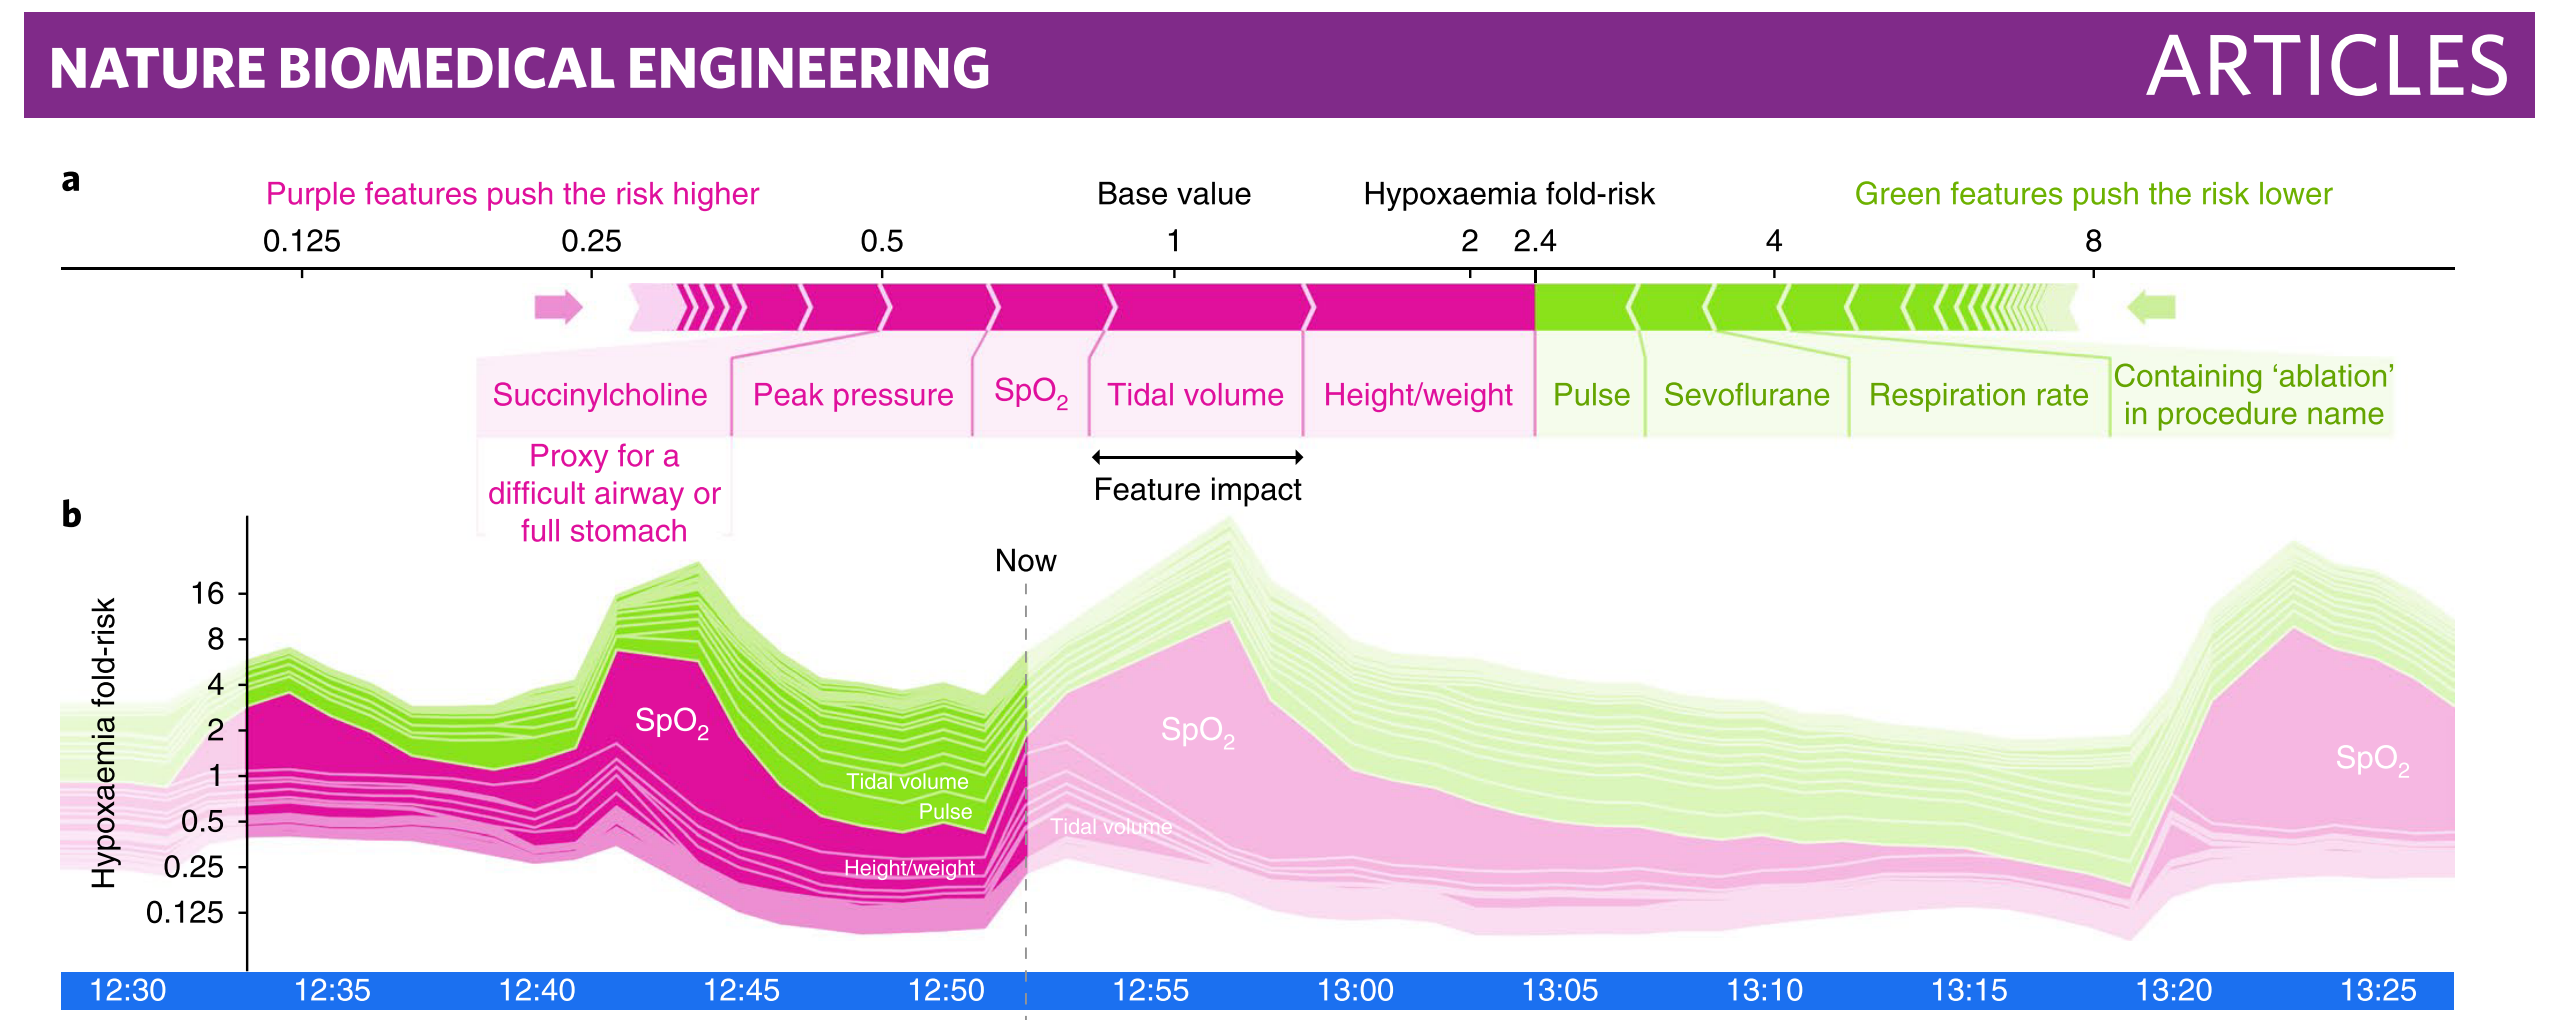 NATURE BIOMEDICAL ENGINEERING ARTICLES
a
Purple features push the risk higher Base value Hypoxaemia fold-risk Green features push the risk lower
0.125 0.25 0.5 1 2 2.4 4 8
Succinylcholine Peak pressure SpO2 Tidal volume Height/weight Pulse Sevoflurane Respiration rate Containing ‘ablation’
in procedure name
Proxy for a
difficult airway or
full stomach
Feature impact
b
Now
Hypoxaemia fold-risk
16
8
4
2
1
0.5
0.25
0.125
SpO2
Tidal volume
Pulse
Height/weight
SpO2
Tidal volume
SpO2
12:30 12:35 12:40 12:45 12:50 12:55 13:00 13:05 13:10 13:15 13:20 13:25